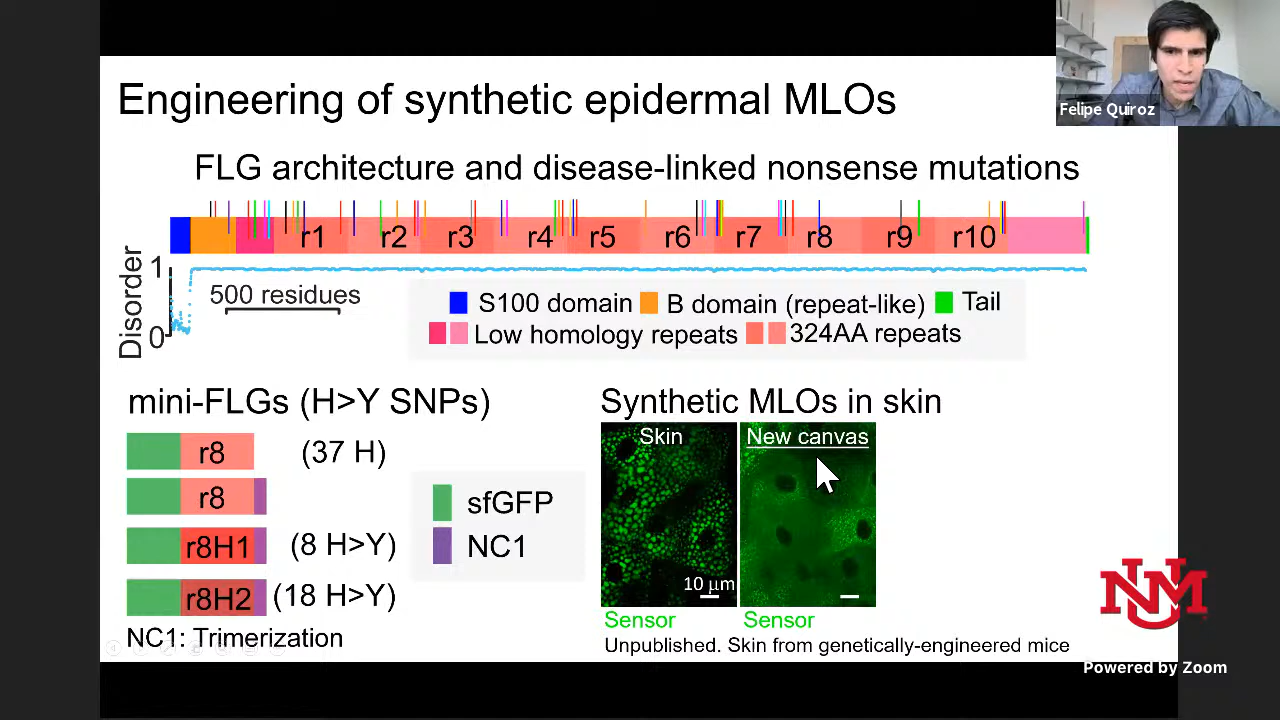 Engineering of synthetic epidermal MLOs
Felipe Quiroz
FLG architecture and disease-linked nonsense mutations
r1 r2 r3 r4 r5 r6 r7 r8 r9 r10
Disorder
1
0
500 residues
S100 domain B domain (repeat-like) Tail
Low homology repeats 324AA repeats
mini-FLGs (H>Y SNPs)
r8 (37 H)
r8
r8H1 (8 H>Y)
r8H2 (18 H>Y)
sfGFP
NC1
NC1: Trimerization
Synthetic MLOs in skin
Skin New canvas
10 μm
Sensor Sensor
Unpublished. Skin from genetically-engineered mice
NM
Powered by Zoom